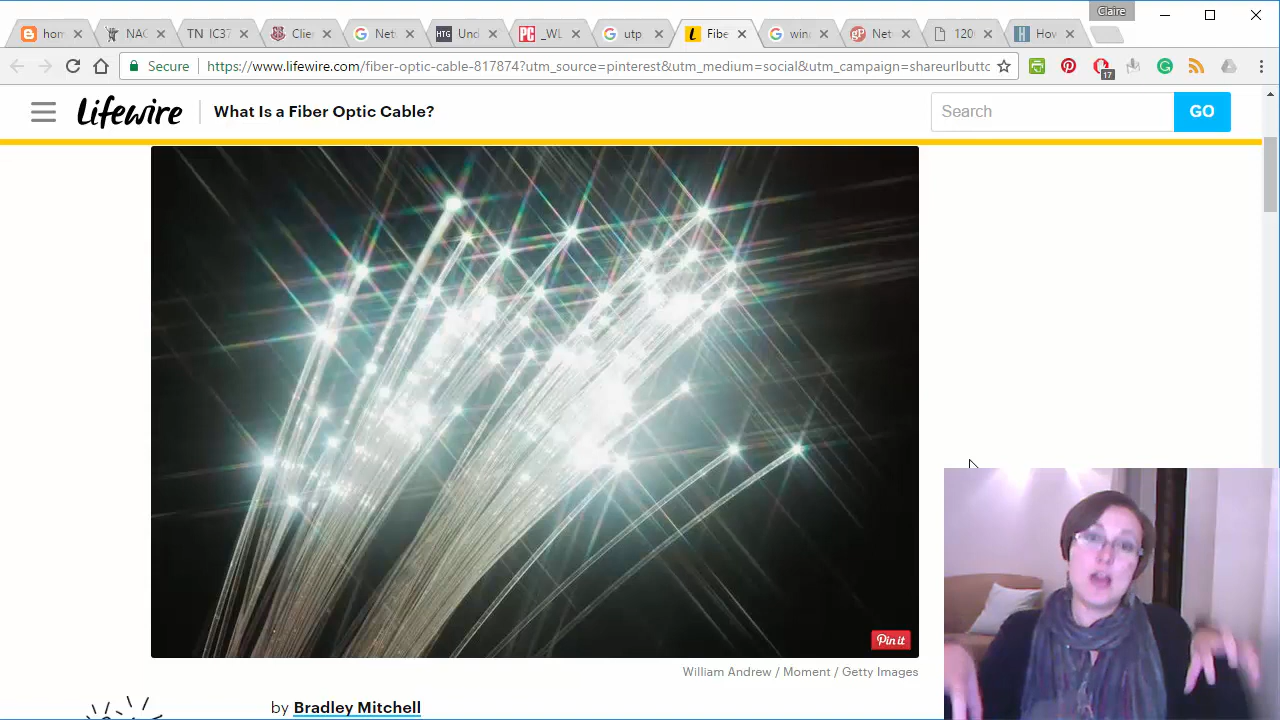 Claire
hom
NAC
TN IC37
Clie
Net
Und
_WL
utp
Fibe
win
Net
120
How
Secure
https://www.lifewire.com/fiber-optic-cable-817874?utm_source=pinterest&utm_medium=social&utm_campaign=shareurlbuttc
17
Lifewire
What Is a Fiber Optic Cable?
Search
GO
Pin it
William Andrew / Moment / Getty Images
by Bradley Mitchell